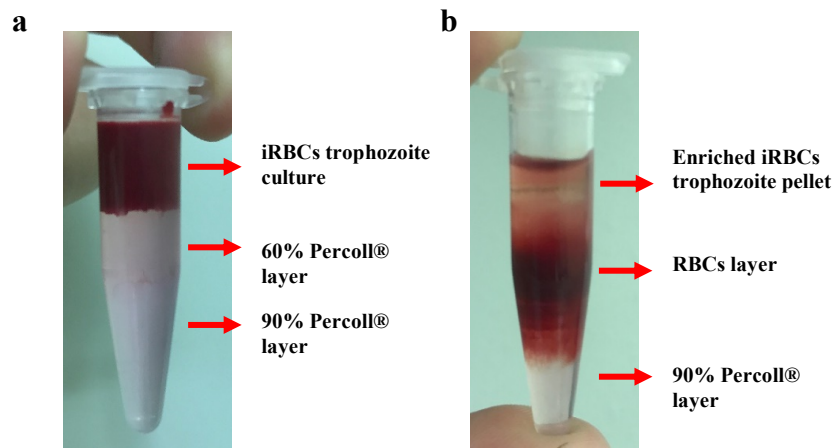 a
iRBCs trophozoite
culture
60% Percoll®
layer
90% Percoll®
layer
b
Enriched iRBCs
trophozoite pellet
RBCs layer
90% Percoll®
layer